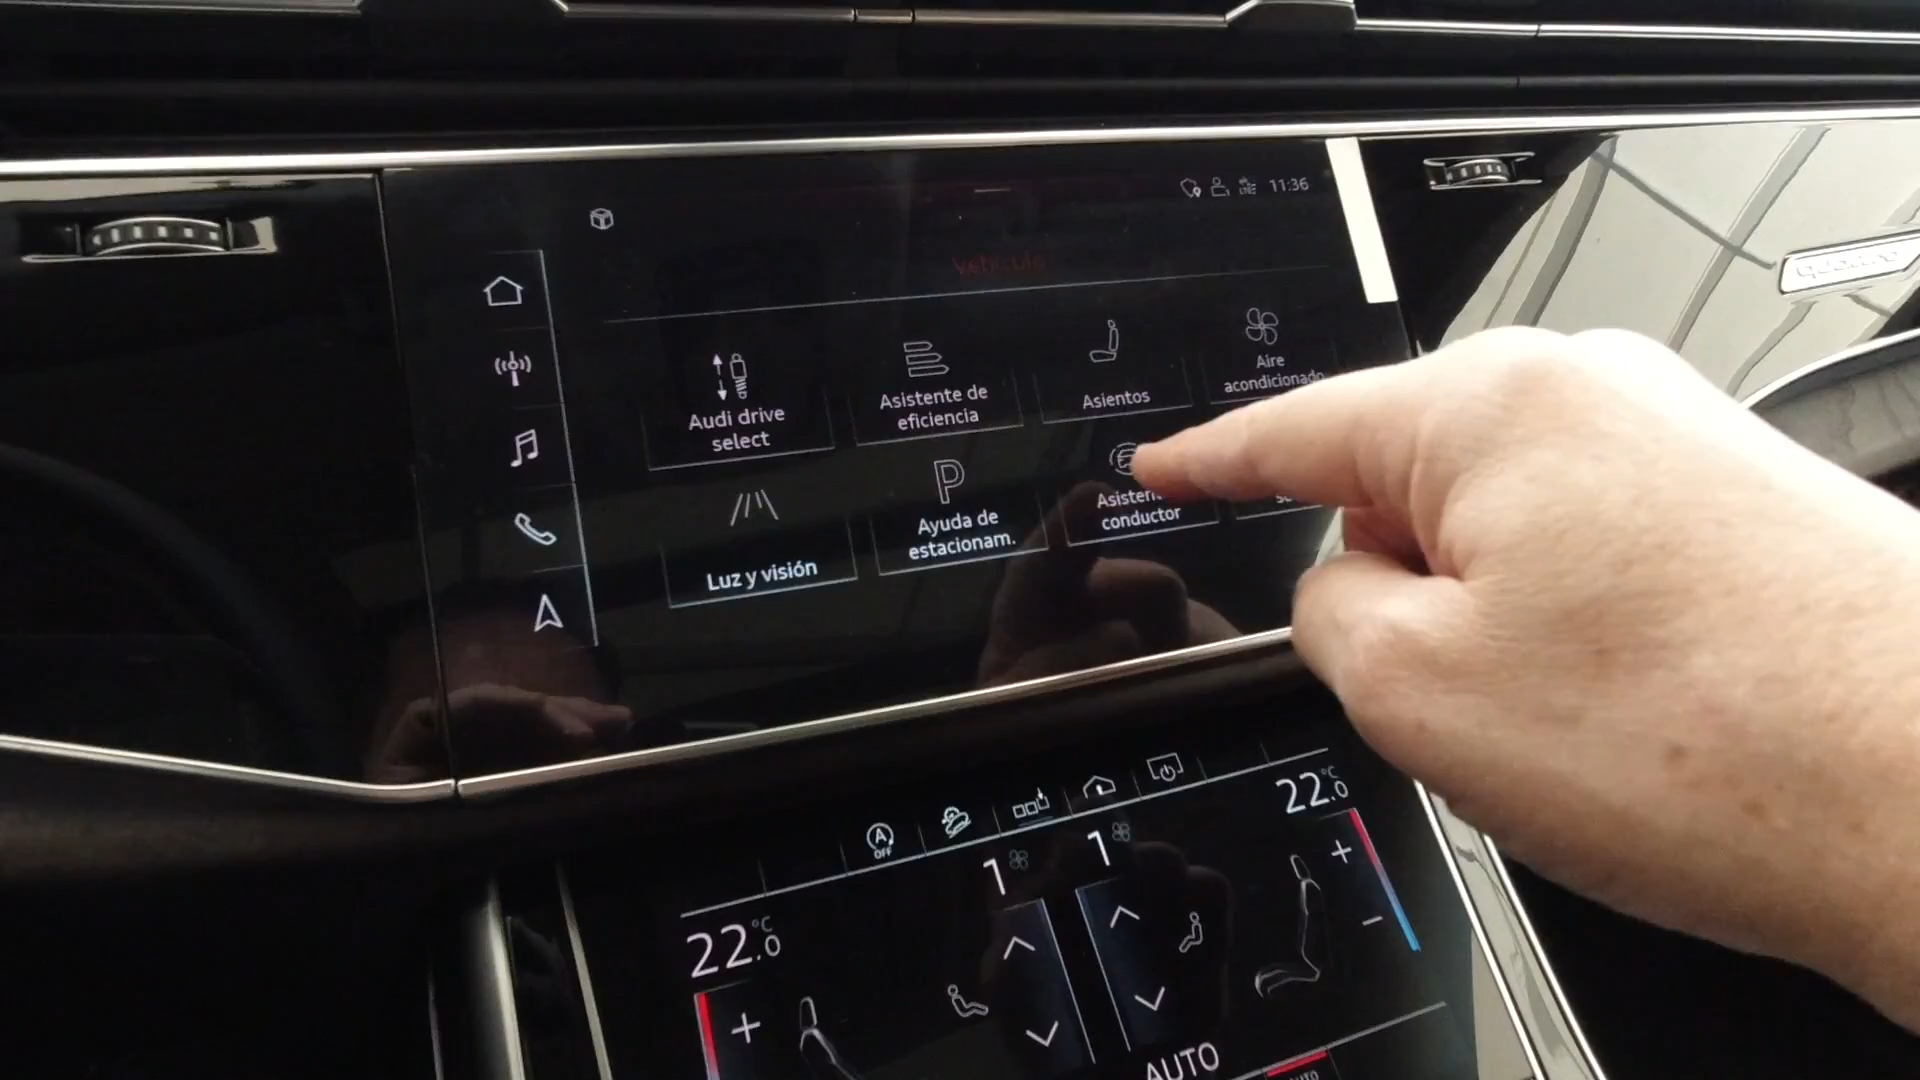 11:36
Vehículo
Audi drive
select
Asistente de
eficiencia
Asientos
Aire
acondicionado
Luz y visión
P
Ayuda de
estacionam.
conductor
quattro
A
OFF
22.0
°C
1
1
22.0
°C
AUTO